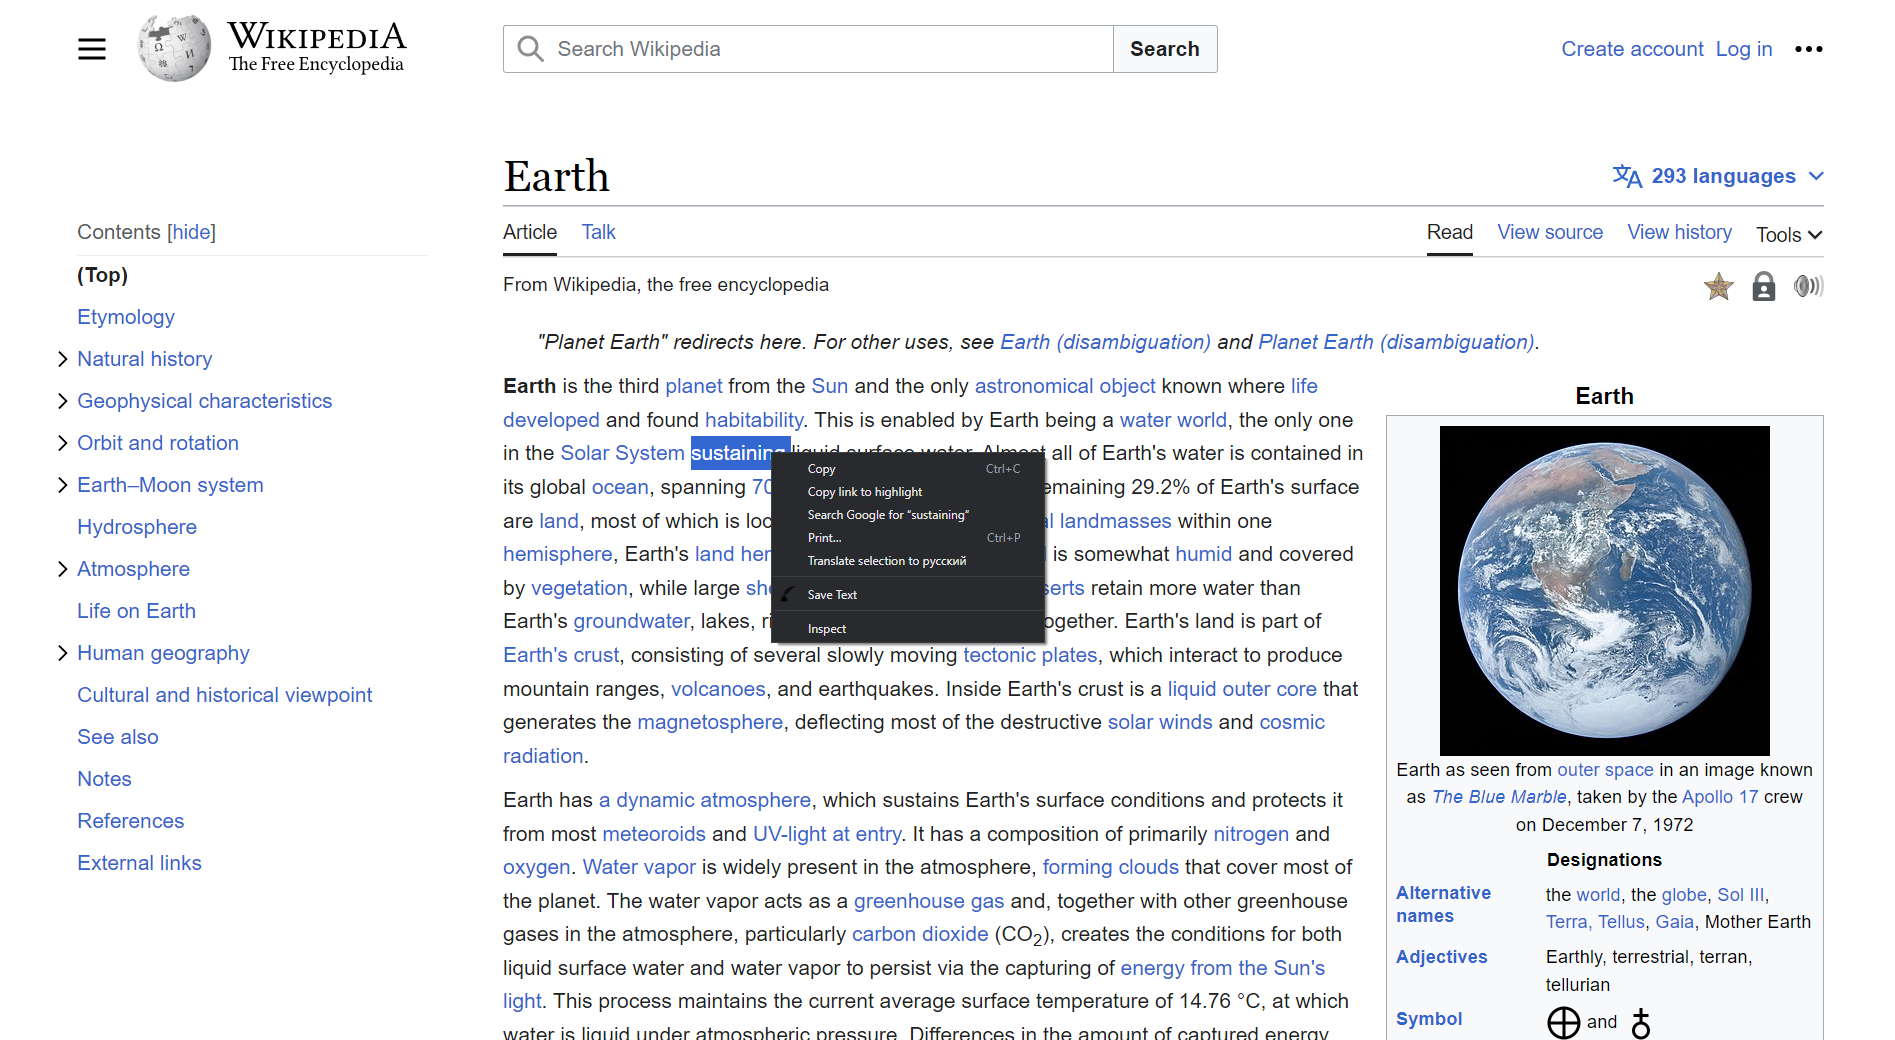 WIKIPEDIA
The Free Encyclopedia
Search Wikipedia
Search
Create account Log in
Earth
293 languages
Contents [hide]
(Top)
Etymology
Natural history
Geophysical characteristics
Orbit and rotation
Earth–Moon system
Hydrosphere
Atmosphere
Life on Earth
Human geography
Cultural and historical viewpoint
See also
Notes
References
External links
Article Talk
Read View source View history Tools
From Wikipedia, the free encyclopedia
"Planet Earth" redirects here. For other uses, see Earth (disambiguation) and Planet Earth (disambiguation).
Earth is the third planet from the Sun and the only astronomical object known where life
developed and found habitability. This is enabled by Earth being a water world, the only one
in the Solar System sustaining liquid surface water. Almost all of Earth's water is contained in
its global ocean, spanning 70 emaining 29.2% of Earth's surface
are land, most of which is loc al landmasses within one
hemisphere, Earth's land her is somewhat humid and covered
by vegetation, while large she serts retain more water than
Earth's groundwater, lakes, ri ogether. Earth's land is part of
Earth's crust, consisting of several slowly moving tectonic plates, which interact to produce
mountain ranges, volcanoes, and earthquakes. Inside Earth's crust is a liquid outer core that
generates the magnetosphere, deflecting most of the destructive solar winds and cosmic
radiation.
Copy Ctrl+C
Copy link to highlight
Search Google for “sustaining”
Print... Ctrl+P
Translate selection to русский
Save Text
Inspect
Earth has a dynamic atmosphere, which sustains Earth's surface conditions and protects it
from most meteoroids and UV-light at entry. It has a composition of primarily nitrogen and
oxygen. Water vapor is widely present in the atmosphere, forming clouds that cover most of
the planet. The water vapor acts as a greenhouse gas and, together with other greenhouse
gases in the atmosphere, particularly carbon dioxide (CO2), creates the conditions for both
liquid surface water and water vapor to persist via the capturing of energy from the Sun's
light. This process maintains the current average surface temperature of 14.76 °C, at which
water is liquid under atmospheric pressure. Differences in the amount of captured energy
Earth
Earth as seen from outer space in an image known
as The Blue Marble, taken by the Apollo 17 crew
on December 7, 1972
Designations
Alternative names
the world, the globe, Sol III,
Terra, Tellus, Gaia, Mother Earth
Adjectives
Earthly, terrestrial, terran,
tellurian
Symbol
and